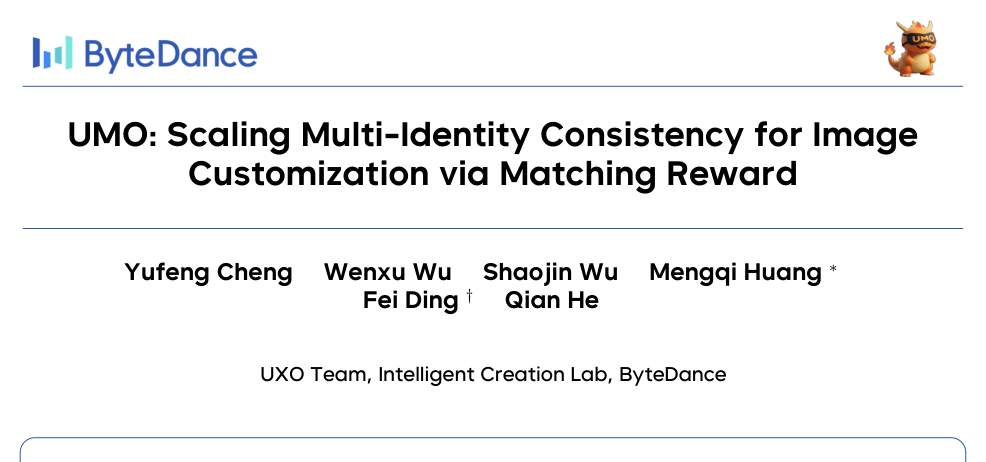 ByteDance
UMO
UMO: Scaling Multi-Identity Consistency for Image
Customization via Matching Reward
Yufeng Cheng Wenxu Wu Shaojin Wu Mengqi Huang *
Fei Ding † Qian He
UXO Team, Intelligent Creation Lab, ByteDance